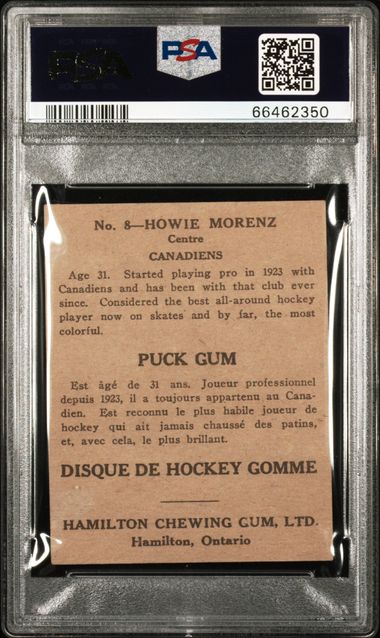 PSA
PSA
66462350
No. 8—HOWIE MORENZ
Centre
CANADIENS
Age 31. Started playing pro in 1923 with
Canadiens and has been with that club ever
since. Considered the best all-around hockey
player now on skates and by far, the most
colorful.
PUCK GUM
Est âgé de 31 ans. Joueur professionnel
depuis 1923, il a toujours appartenu au Cana-
dien. Est reconnu le plus habile joueur de
hockey qui ait jamais chaussé des patins,
et, avec cela, le plus brillant.
DISQUE DE HOCKEY GOMME
HAMILTON CHEWING GUM, LTD.
Hamilton, Ontario